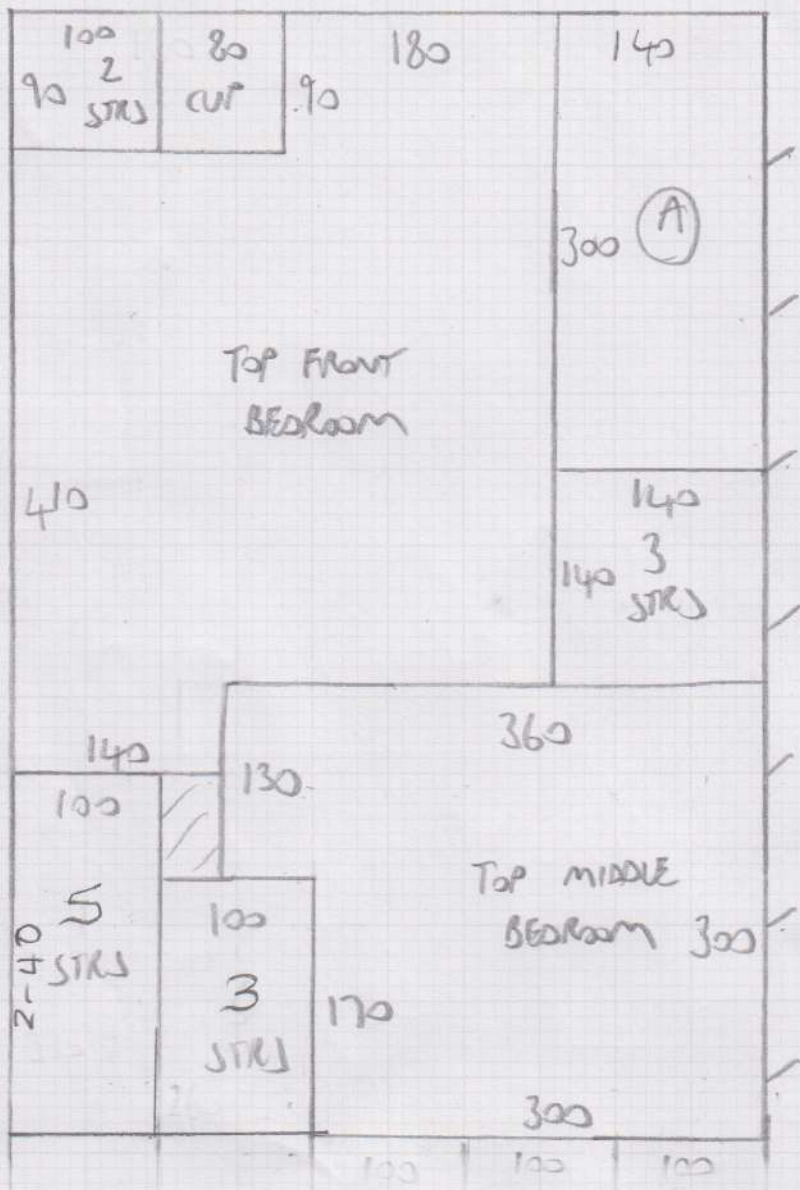 100
2
90 STRS
80
CUP
90
180
140
300
A
TOP FRONT
BEDROOM
410
140
3
140 STRS
140
360
130
100
5
STRS
2-40
100
3
STRS
170
TOP MIDDLE
BEDROOM 300
300
100 100 100